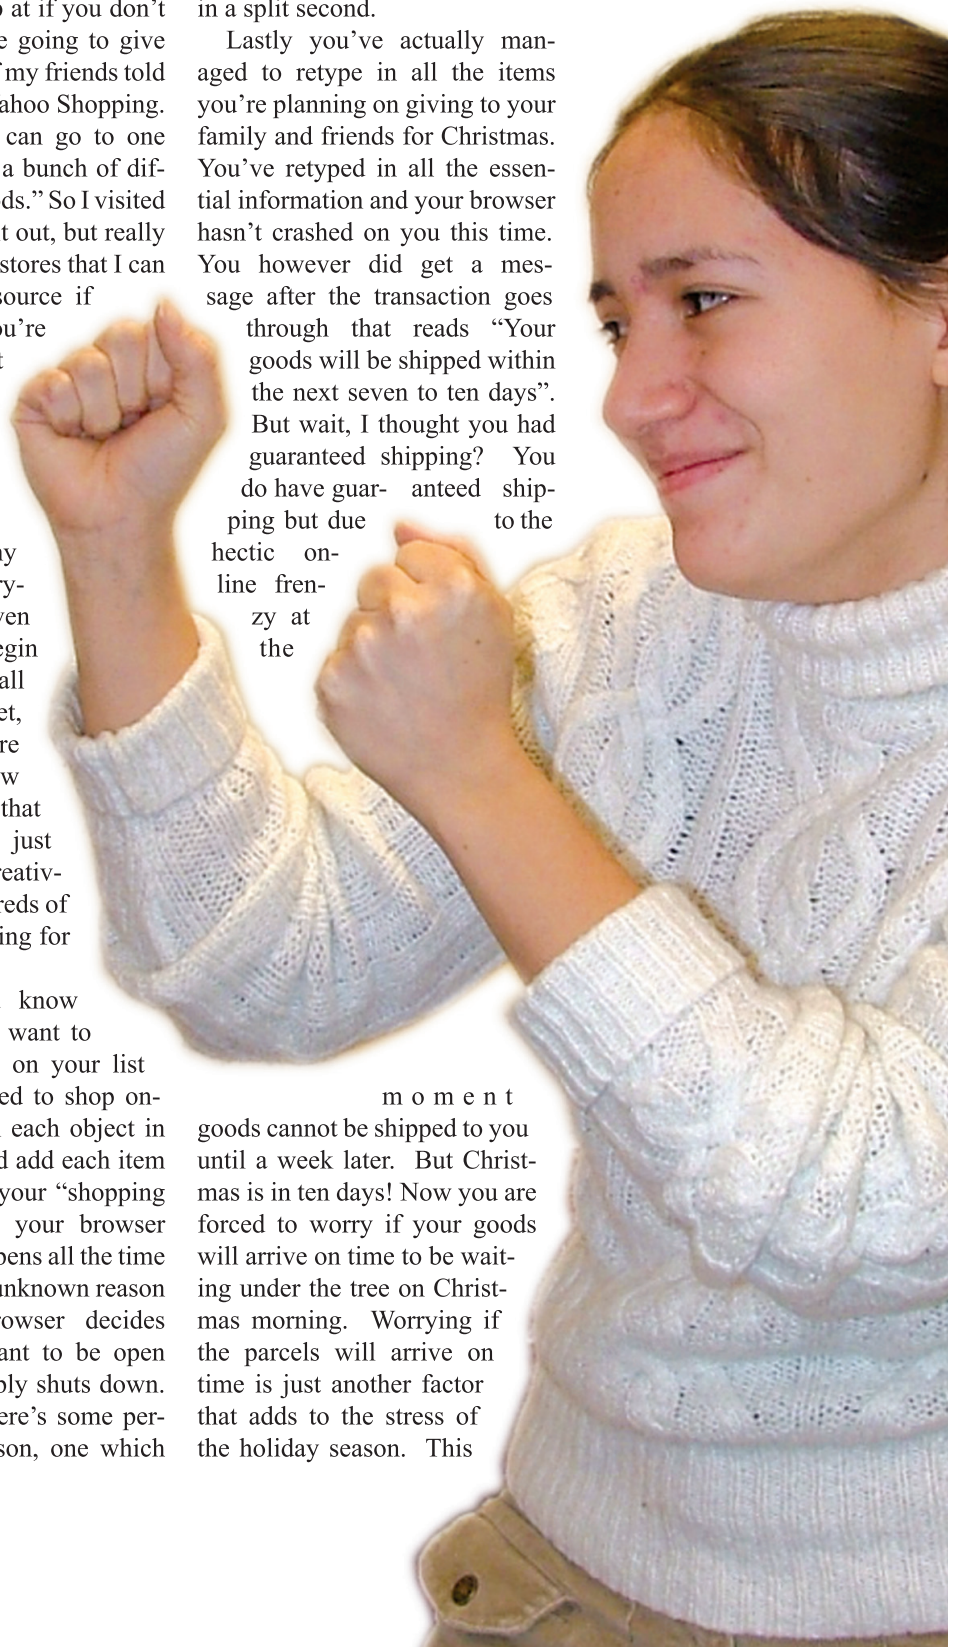 at if you don't
going to give
my friends told
ahoo Shopping.
can go to one
a bunch of dif-
ds." So I visited
t out, but really
stores that I can
source if
ou're
t
ny
ry-
ven
egin
all
et,
re
w
that
just
reativ-
reds of
ing for
know
want to
on your list
ed to shop on-
each object in
d add each item
your "shopping
your browser
pens all the time
unknown reason
rowser decides
ant to be open
ply shuts down.
ere's some per-
son, one which
in a split second.
Lastly you've actually man-
aged to retype in all the items
you're planning on giving to your
family and friends for Christmas.
You've retyped in all the essen-
tial information and your browser
hasn't crashed on you this time.
You however did get a mes-
sage after the transaction goes
through that reads "Your
goods will be shipped within
the next seven to ten days".
But wait, I thought you had
guaranteed shipping? You
do have guar- anteed ship-
ping but due to the
hectic on-
line fren-
zy at
the
moment
goods cannot be shipped to you
until a week later. But Christ-
mas is in ten days! Now you are
forced to worry if your goods
will arrive on time to be wait-
ing under the tree on Christ-
mas morning. Worrying if
the parcels will arrive on
time is just another factor
that adds to the stress of
the holiday season. This